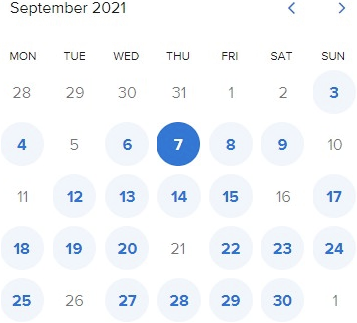 September 2021
MON TUE WED THU FRI SAT SUN
28 29 30 31 1 2 3
4 5 6 7 8 9 10
11 12 13 14 15 16 17
18 19 20 21 22 23 24
25 26 27 28 29 30 1